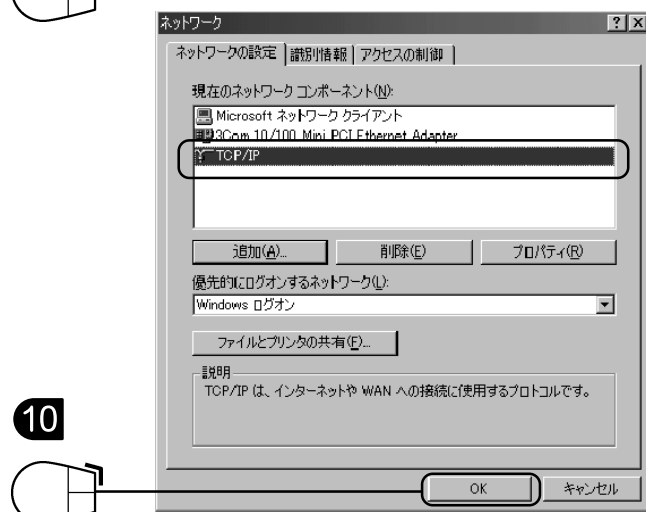 ネットワーク
ネットワークの設定 識別情報 アクセスの制御
現在のネットワーク コンポーネント(N):
Microsoft ネットワーク クライアント
3Com 10/100 Mini PCI Ethernet Adapter
TCP/IP
追加(A)... 削除(E) プロパティ(R)
優先的にログオンするネットワーク(L):
Windows ログオン
ファイルとプリンタの共有(F)...
説明
TCP/IP は、インターネットや WAN への接続に使用するプロトコルです。
10
OK キャンセル